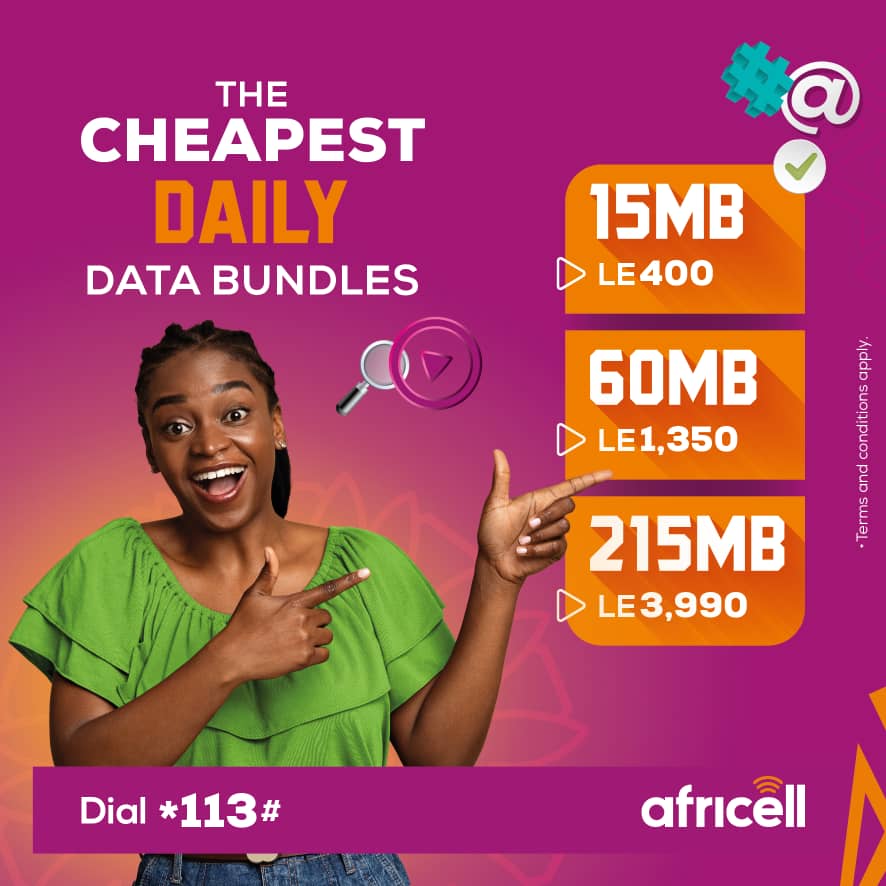 THE
CHEAPEST
DAILY
DATA BUNDLES
#@
15MB
LE400
60MB
LE1,350
215MB
LE3,990
•Terms and conditions apply.
Dial *113#
africell